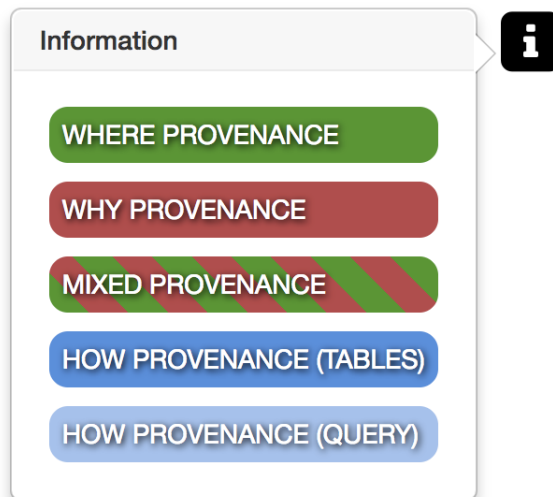 Information
WHERE PROVENANCE
WHY PROVENANCE
MIXED PROVENANCE
HOW PROVENANCE (TABLES)
HOW PROVENANCE (QUERY)